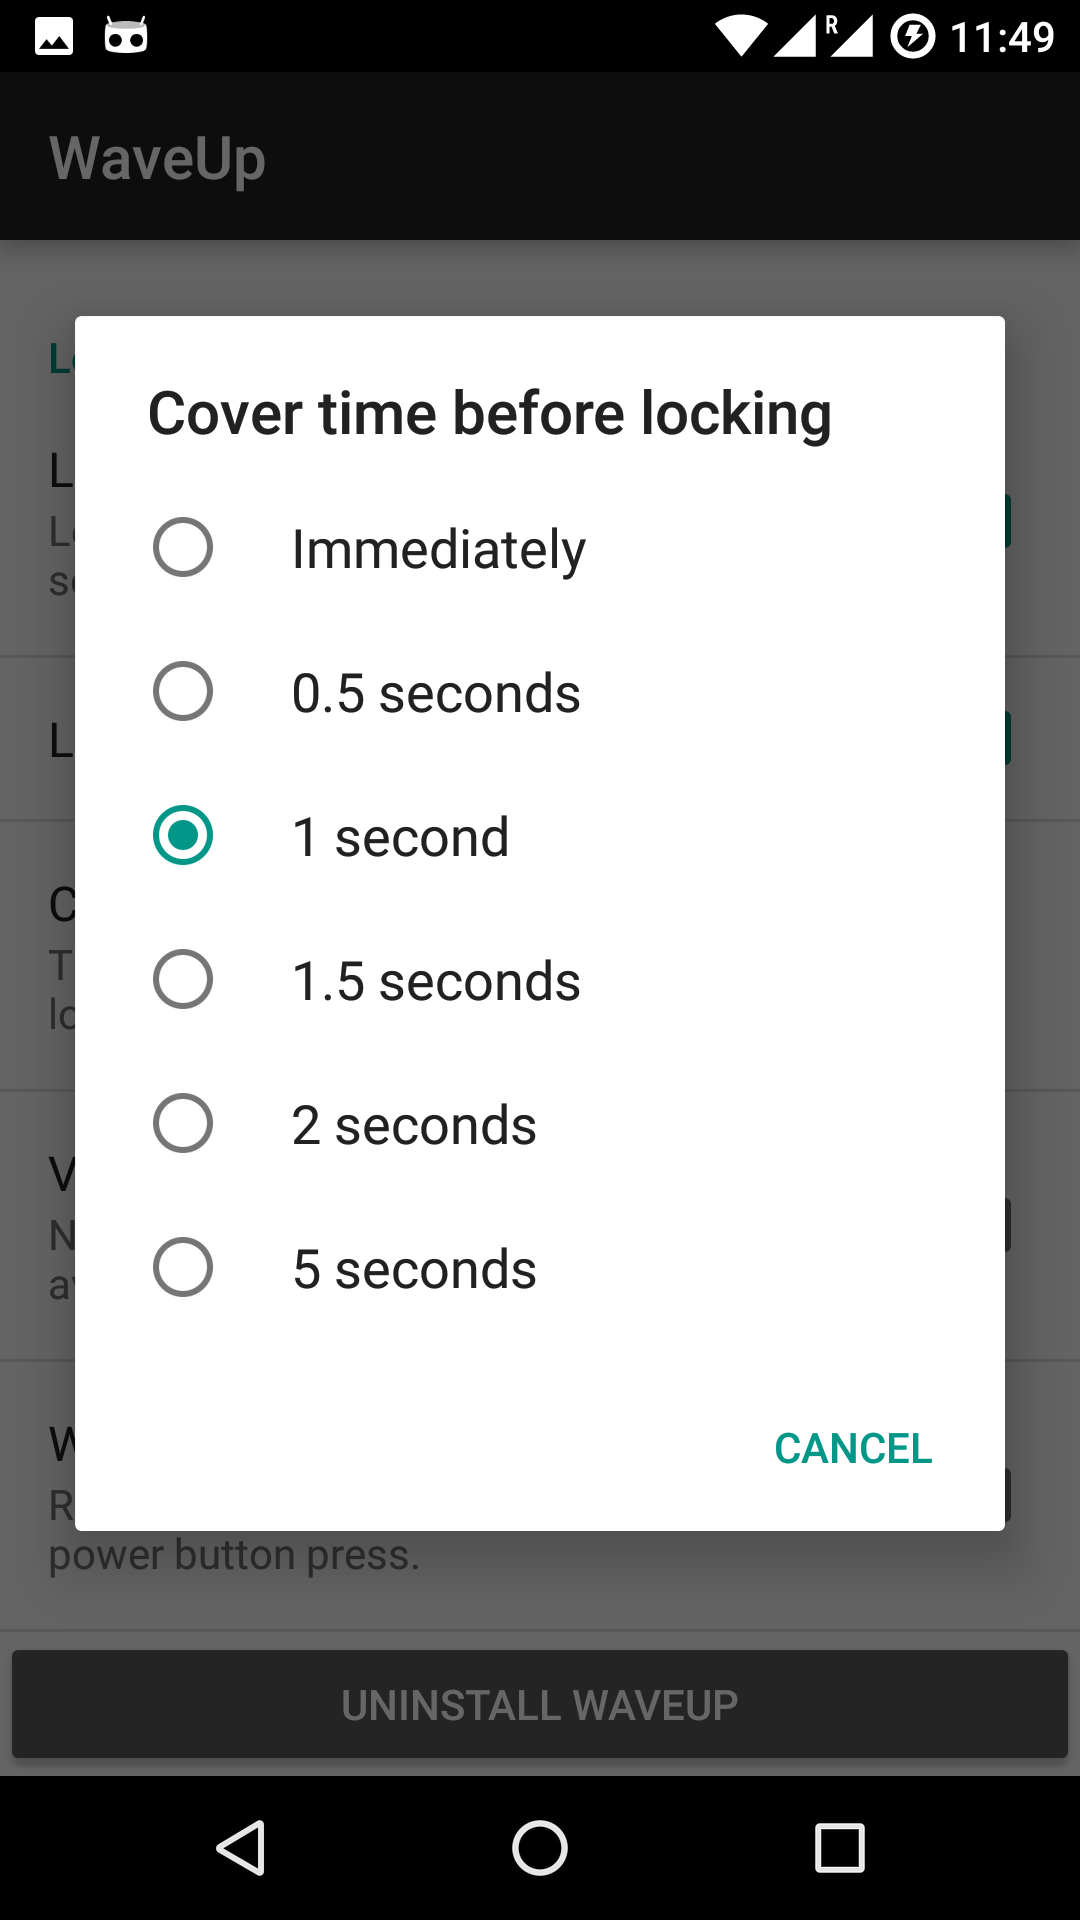 R 11:49
WaveUp
Cover time before locking
Immediately
0.5 seconds
1 second
1.5 seconds
2 seconds
5 seconds
CANCEL
power button press.
UNINSTALL WAVEUP